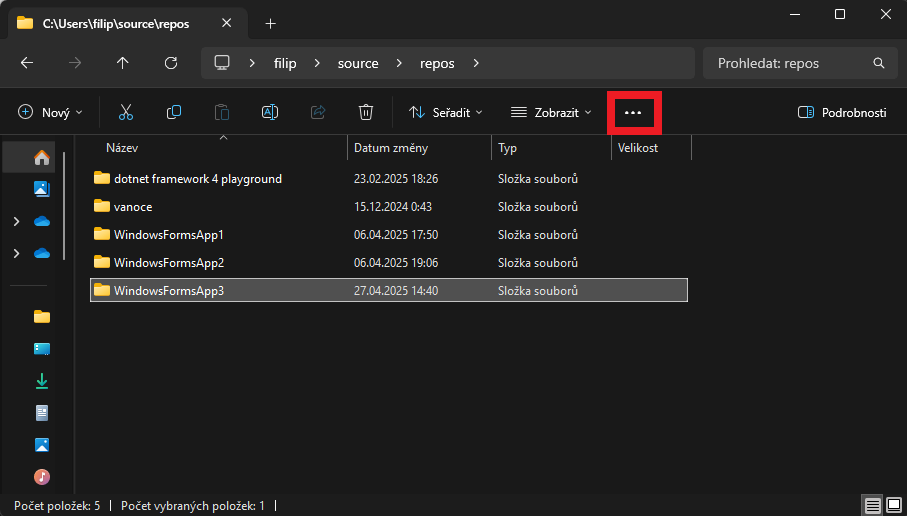 C:\Users\filip\source\repos
filip source repos
Prohledat: repos
Nový
Seřadit
Zobrazit
Podrobnosti
Název Datum změny Typ Velikost
dotnet framework 4 playground 23.02.2025 18:26 Složka souborů
vanoce 15.12.2024 0:43 Složka souborů
WindowsFormsApp1 06.04.2025 17:50 Složka souborů
WindowsFormsApp2 06.04.2025 19:06 Složka souborů
WindowsFormsApp3 27.04.2025 14:40 Složka souborů
Počet položek: 5 Počet vybraných položek: 1